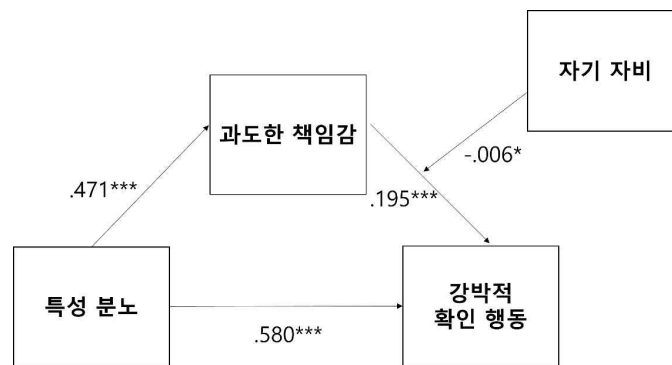 자기 자비
과도한 책임감
-.006*
.471***
.195***
특성 분노
강박적
확인 행동
.580***